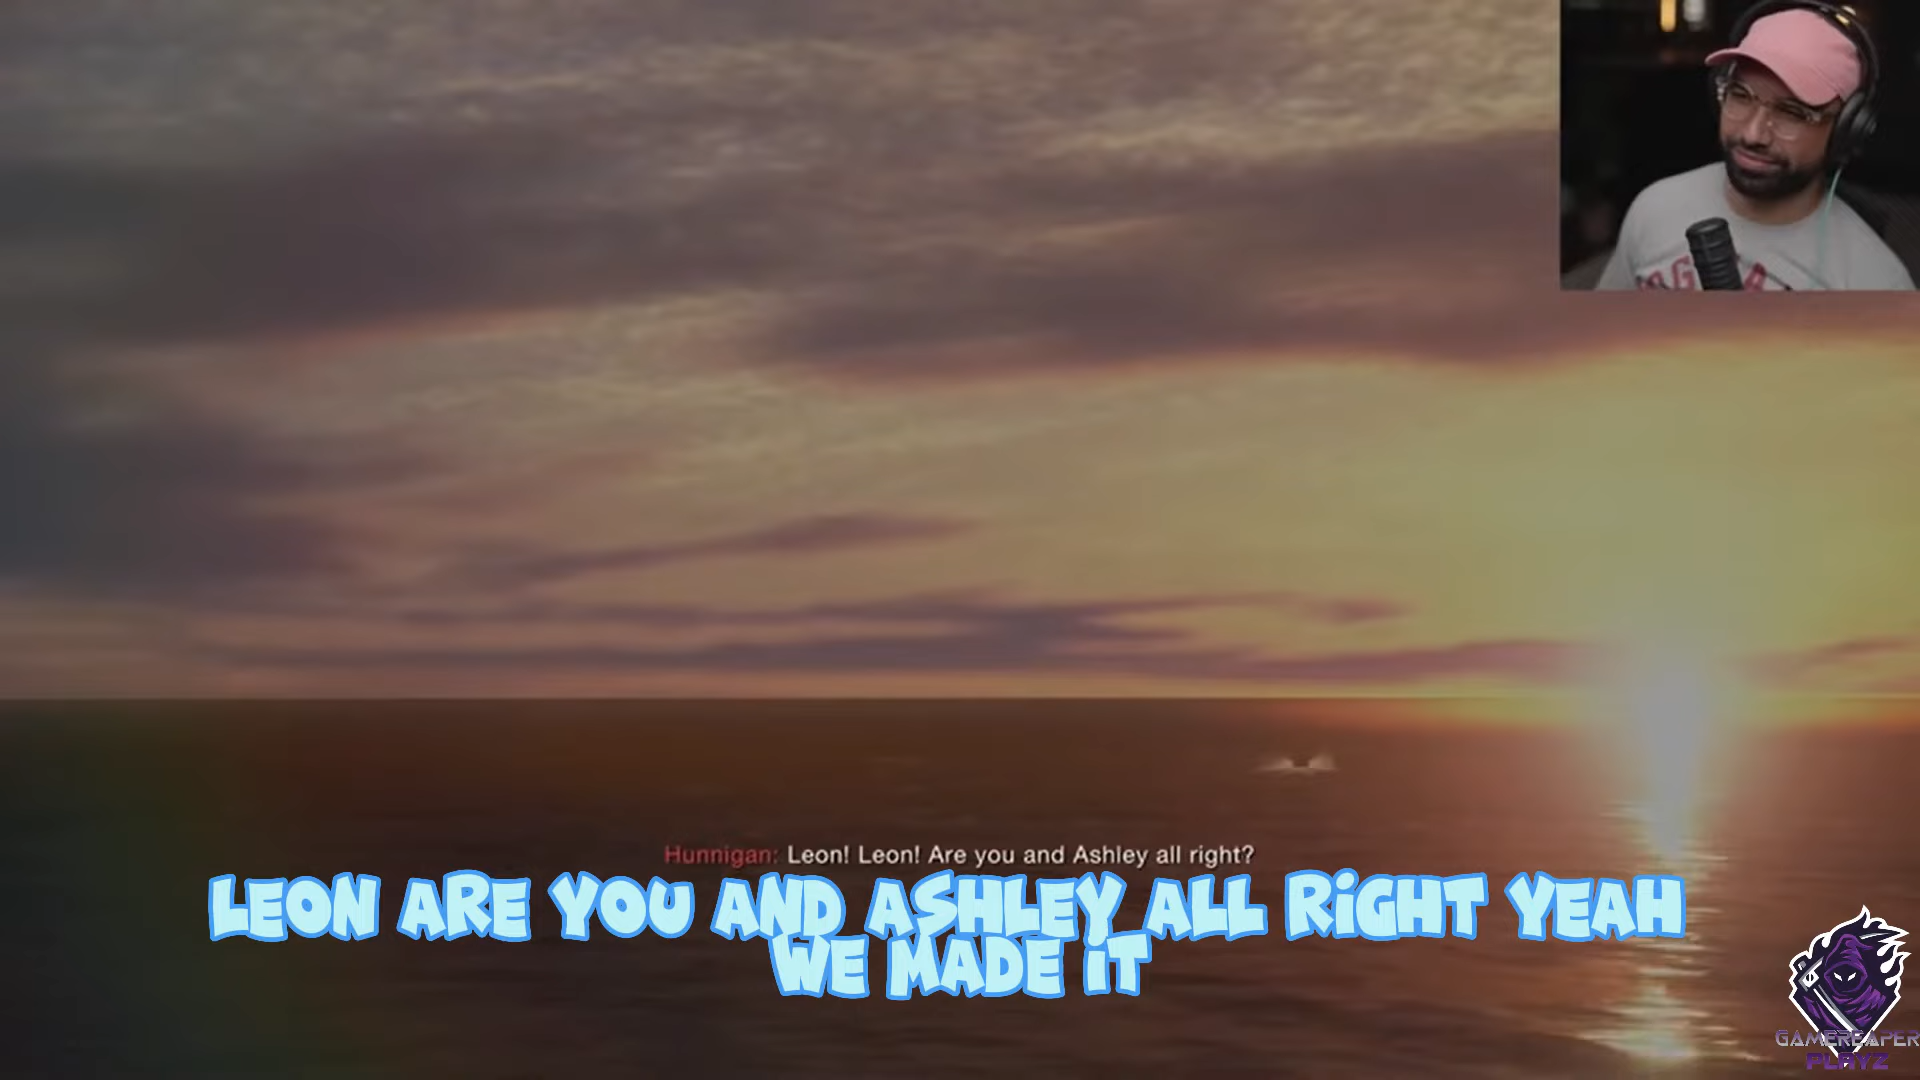 Hunnigan: Leon! Leon! Are you and Ashley all right?
LEON ARE YOU AND ASHLEY ALL RiGHT YEAH
WE MADE iT
GAMEREAPER
PLAYZ